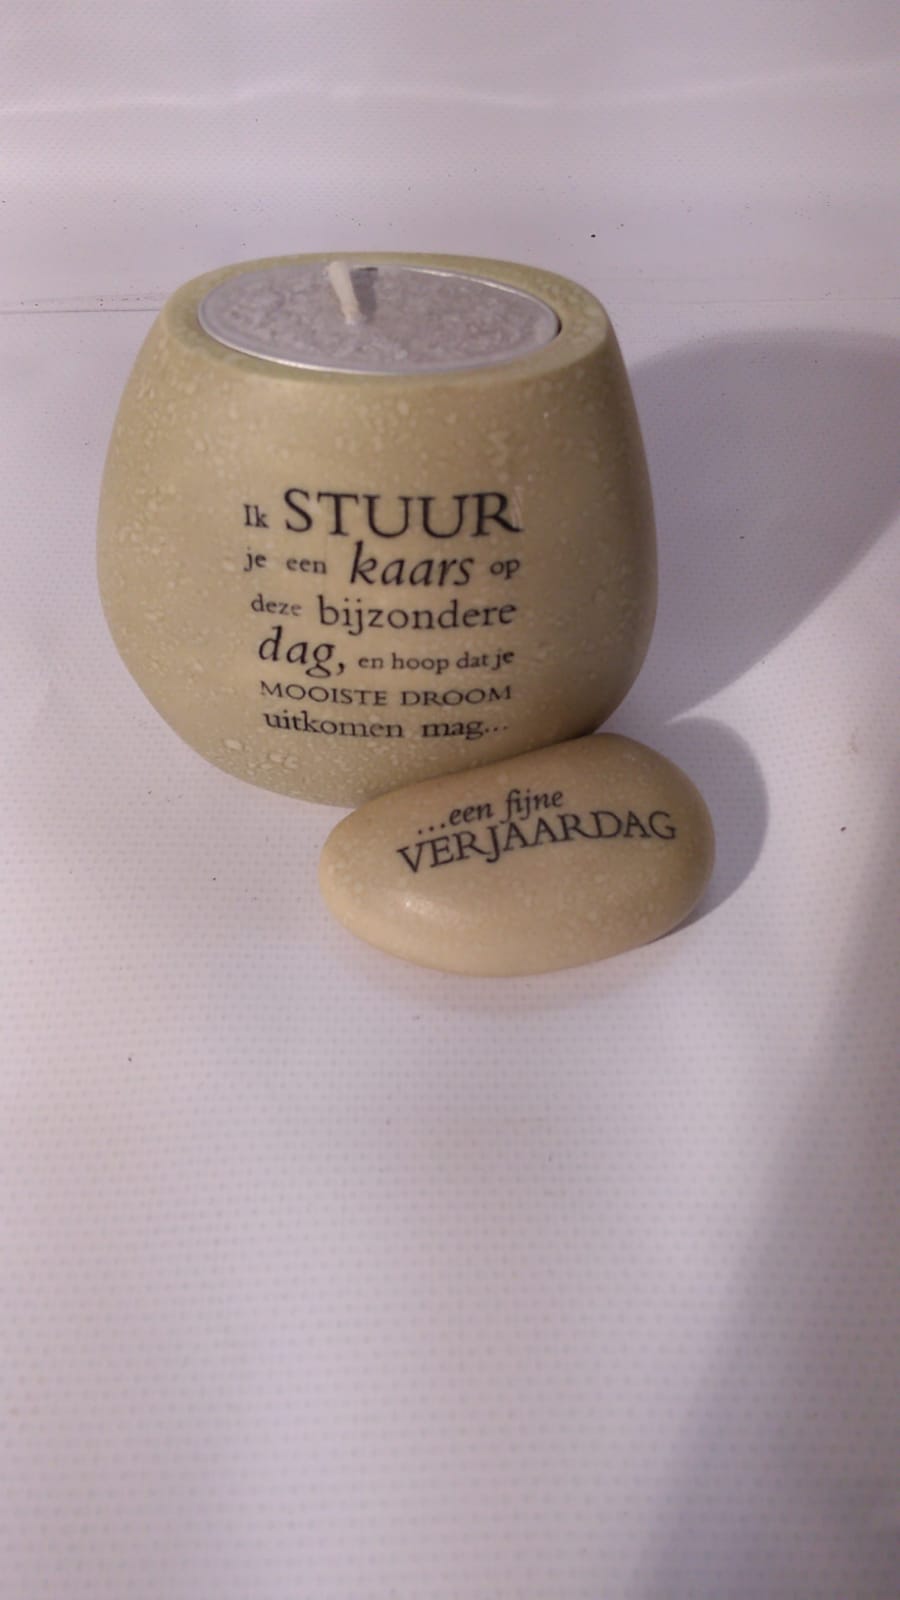 Ik STUUR
je een kaars op
deze bijzondere
dag, en hoop dat je
MOOISTE DROOM
uitkomen mag...
...een fijne
VERJAARDAG